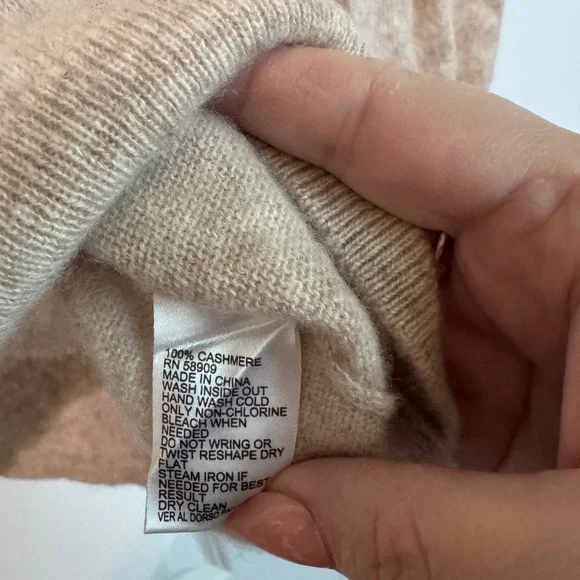 100% CASHMERE
RN 58909
MADE IN CHINA
WASH INSIDE OUT
HAND WASH COLD
ONLY NON-CHLORINE
BLEACH WHEN
NEEDED
DO NOT WRING OR
TWIST RESHAPE DRY
FLAT
STEAM IRON IF
NEEDED FOR BEST
RESULT
DRY CLEAN
VER AL DORSO